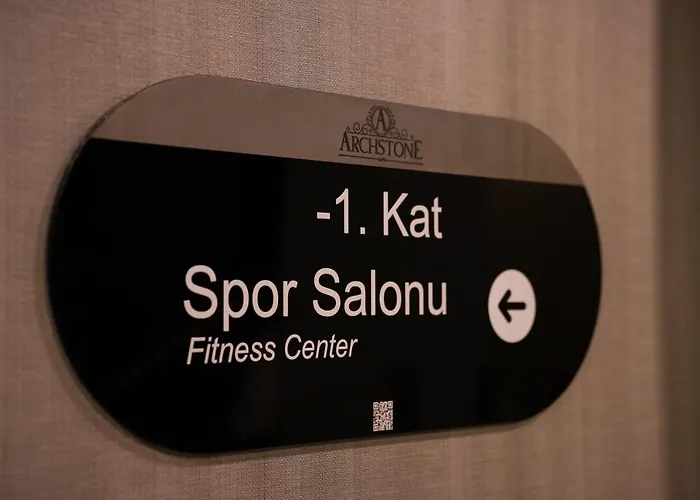 A
ARCHSTONE
-1. Kat
Spor Salonu
Fitness Center